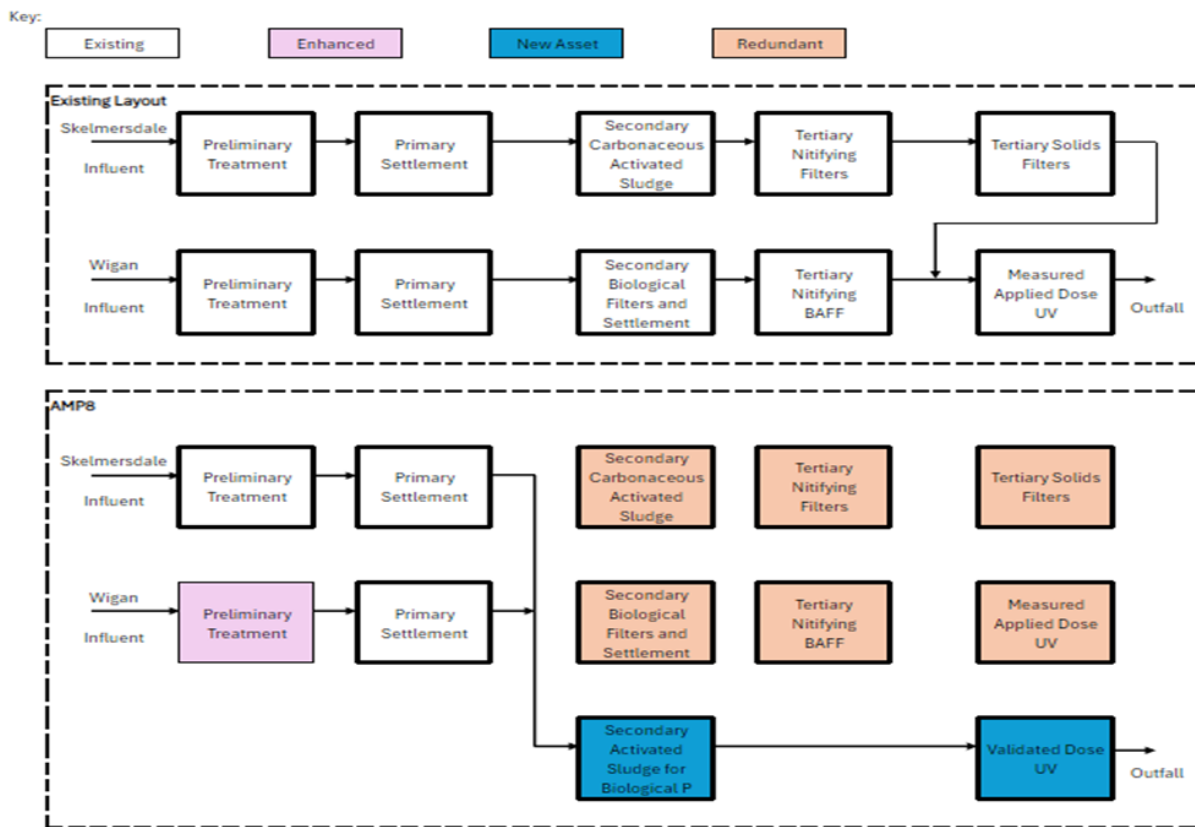 Key:
Existing
Enhanced
New Asset
Redundant
Existing Layout
Skelmersdale
Influent
Preliminary
Treatment
Primary
Settlement
Secondary
Carbonaceous
Activated
Sludge
Tertiary
Nitifying
Filters
Tertiary Solids
Filters
Wigan
Influent
Preliminary
Treatment
Primary
Settlement
Secondary
Biological
Filters and
Settlement
Tertiary
Nitifying
BAFF
Measured
Applied Dose
UV
Outfall
AMP8
Skelmersdale
Influent
Preliminary
Treatment
Primary
Settlement
Secondary
Carbonaceous
Activated
Sludge
Tertiary
Nitifying
Filters
Tertiary Solids
Filters
Wigan
Influent
Preliminary
Treatment
Primary
Settlement
Secondary
Biological
Filters and
Settlement
Tertiary
Nitifying
BAFF
Measured
Applied Dose
UV
Secondary
Activated
Sludge for
Biological P
Validated Dose
UV
Outfall